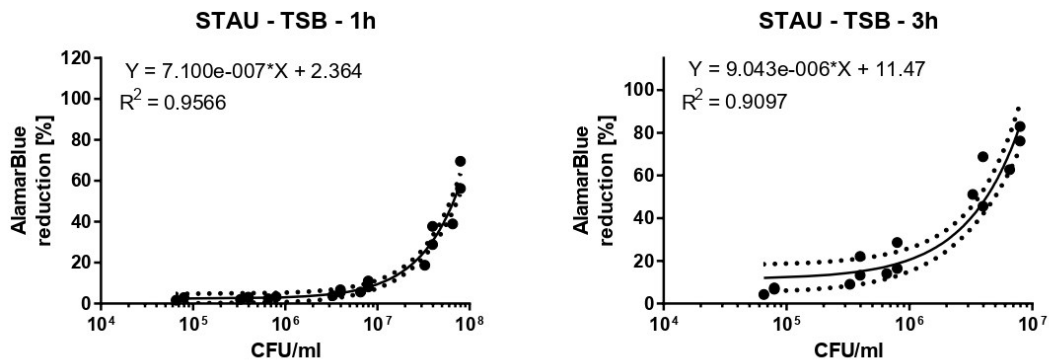 STAU - TSB - 1h
Y = 7.100e-007*X + 2.364
R² = 0.9566
AlamarBlue
reduction [%]
120
100
80
60
40
20
0
10⁴ 10⁵ 10⁶ 10⁷ 10⁸
CFU/ml
STAU - TSB - 3h
Y = 9.043e-006*X + 11.47
R² = 0.9097
AlamarBlue
reduction [%]
100
80
60
40
20
0
10⁴ 10⁵ 10⁶ 10⁷
CFU/ml